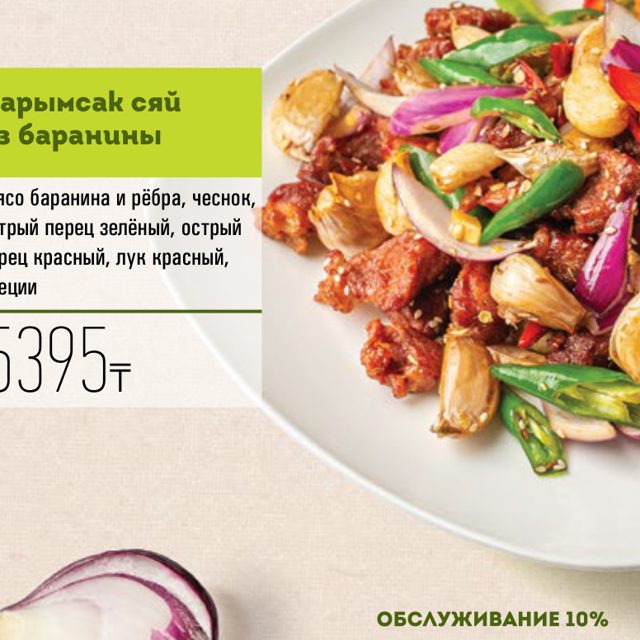 арымсак сяй
з баранины
ясо баранина и рёбра, чеснок,
трый перец зелёный, острый
рец красный, лук красный,
еции
5395₸
ОБСЛУЖИВАНИЕ 10%